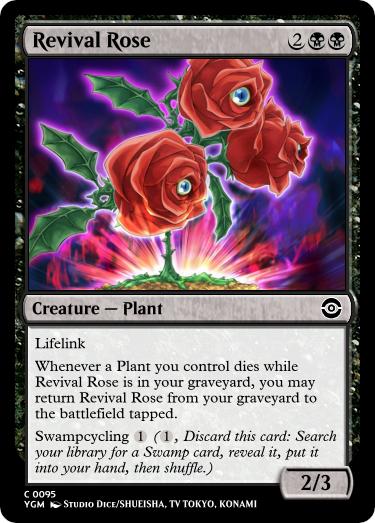 Revival Rose 2
Creature — Plant
Lifelink
Whenever a Plant you control dies while
Revival Rose is in your graveyard, you may
return Revival Rose from your graveyard to
the battlefield tapped.
Swampcycling 1 (1, Discard this card: Search
your library for a Swamp card, reveal it, put it
into your hand, then shuffle.)
2/3
C 0095
YGM Studio Dice/SHUEISHA, TV TOKYO, KONAMI